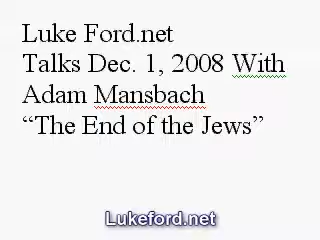 Luke Ford.net
Talks Dec. 1, 2008 With
Adam Mansbach
“The End of the Jews”
Lukeford.net